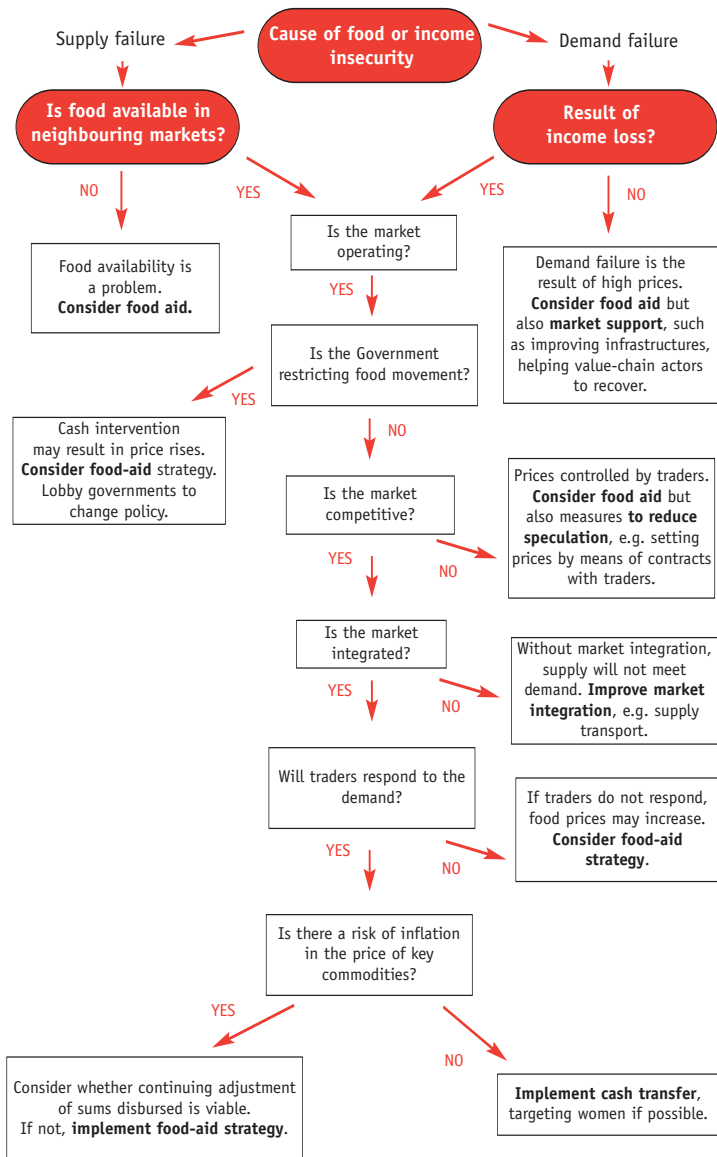 Cause of food or income
insecurity
Supply failure
Demand failure
Is food available in
neighbouring markets?
Result of
income loss?
NO
YES
YES
NO
Food availability is
a problem.
Consider food aid.
Is the market
operating?
Demand failure is the
result of high prices.
Consider food aid but
also market support, such
as improving infrastructures,
helping value-chain actors
to recover.
YES
Is the Government
restricting food movement?
YES
NO
Cash intervention
may result in price rises.
Consider food-aid strategy.
Lobby governments to
change policy.
Is the market
competitive?
Prices controlled by traders.
Consider food aid but
also measures to reduce
speculation, e.g. setting
prices by means of contracts
with traders.
YES
NO
Is the market
integrated?
Without market integration,
supply will not meet
demand. Improve market
integration, e.g. supply
transport.
YES
NO
Will traders respond to the
demand?
If traders do not respond,
food prices may increase.
Consider food-aid
strategy.
YES
NO
Is there a risk of inflation
in the price of key
commodities?
YES
NO
Consider whether continuing adjustment
of sums disbursed is viable.
If not, implement food-aid strategy.
Implement cash transfer,
targeting women if possible.